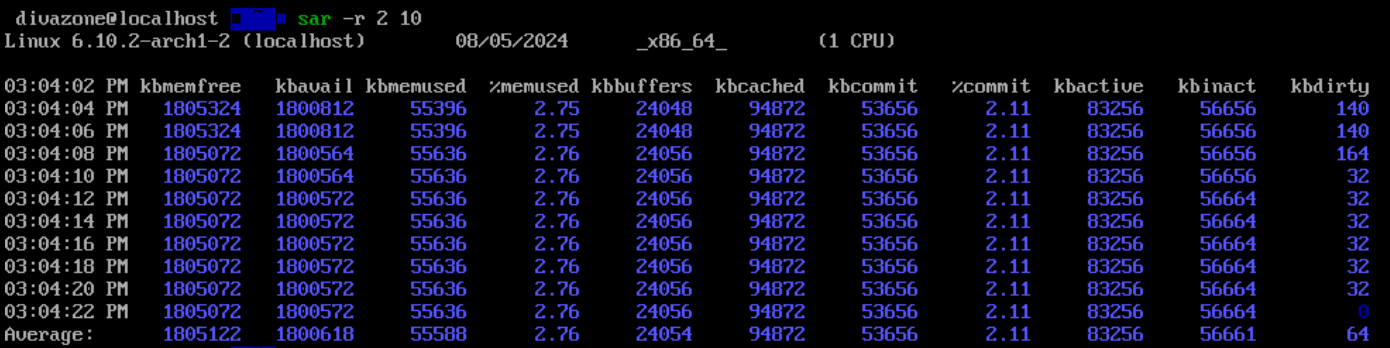 divazone@localhost sar -r 2 10
Linux 6.10.2-arch1-2 (localhost) 08/05/2024 _x86_64_ (1 CPU)
03:04:02 PM kbmemfree kbavail kbmemused %memused kbbuffers kbcached kbcommit %commit kbactive kbinact kbdirty
03:04:04 PM 1805324 1800812 55396 2.75 24048 94872 53656 2.11 83256 56656 140
03:04:06 PM 1805324 1800812 55396 2.75 24048 94872 53656 2.11 83256 56656 140
03:04:08 PM 1805072 1800564 55636 2.76 24056 94872 53656 2.11 83256 56656 164
03:04:10 PM 1805072 1800564 55636 2.76 24056 94872 53656 2.11 83256 56656 32
03:04:12 PM 1805072 1800572 55636 2.76 24056 94872 53656 2.11 83256 56664 32
03:04:14 PM 1805072 1800572 55636 2.76 24056 94872 53656 2.11 83256 56664 32
03:04:16 PM 1805072 1800572 55636 2.76 24056 94872 53656 2.11 83256 56664 32
03:04:18 PM 1805072 1800572 55636 2.76 24056 94872 53656 2.11 83256 56664 32
03:04:20 PM 1805072 1800572 55636 2.76 24056 94872 53656 2.11 83256 56664 32
03:04:22 PM 1805072 1800572 55636 2.76 24056 94872 53656 2.11 83256 56664 0
Average: 1805122 1800618 55588 2.76 24054 94872 53656 2.11 83256 56661 64